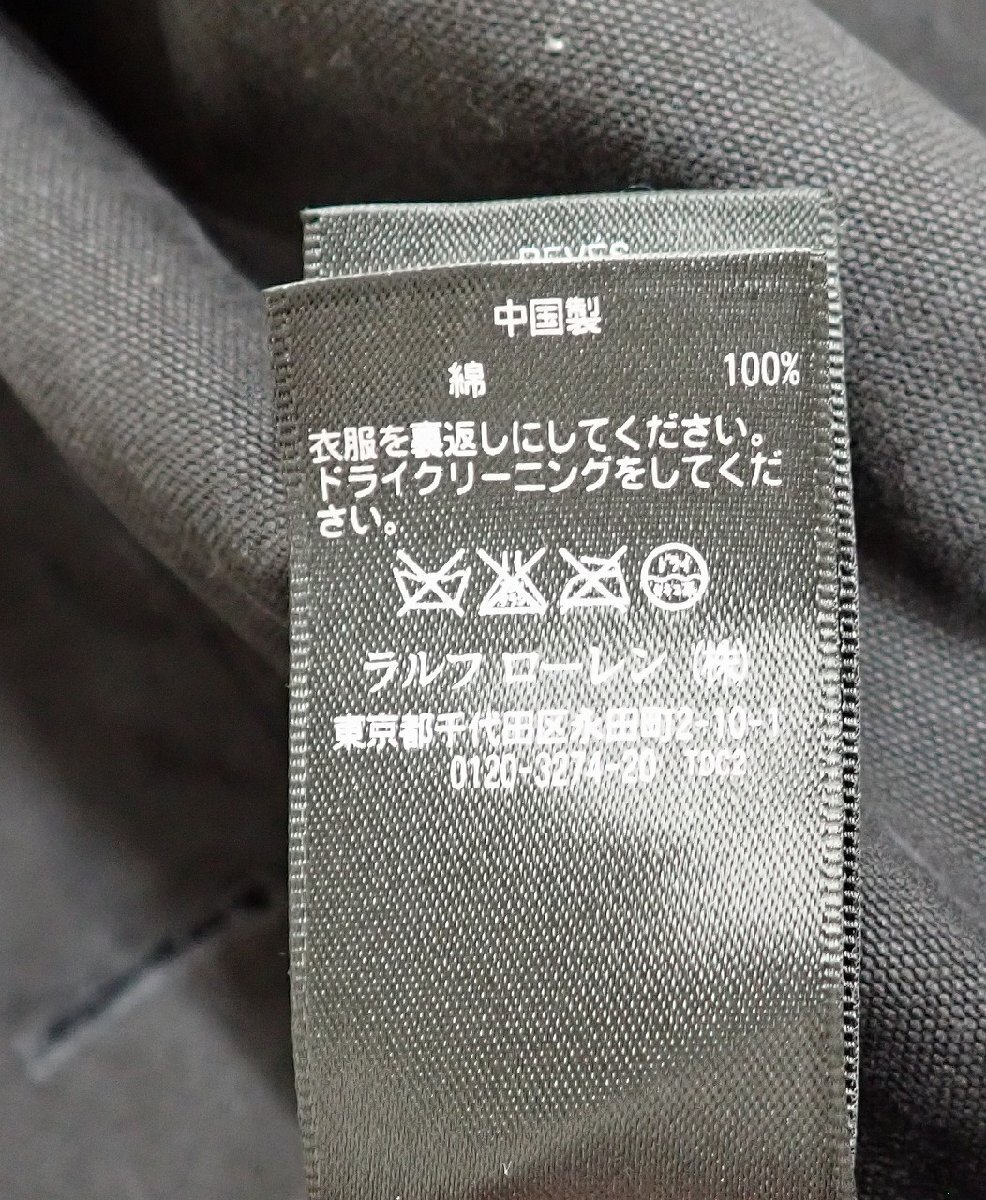 REVES
中国製
綿 100%
衣服を裏返しにしてください。
ドライクリーニングをしてくだ
さい。
ラルフ ローレン (株)
東京都千代田区永田町2-10-1
0120-3274-20 TDC2